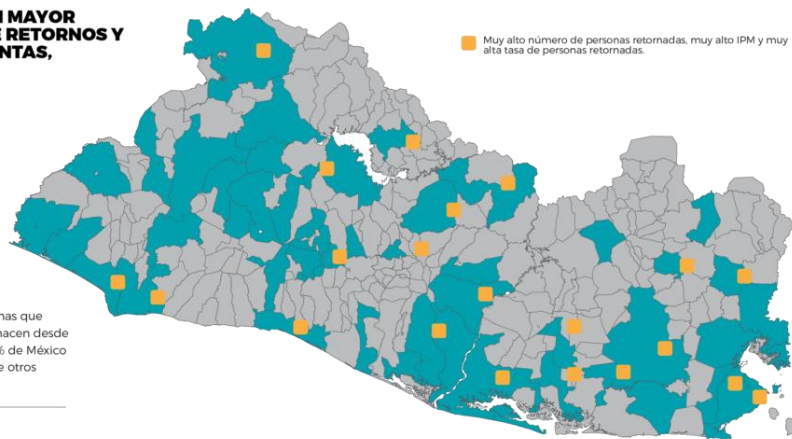 N MAYOR
E RETORNOS Y
NTAS,
Muy alto número de personas retornadas, muy alto IPM y muy
alta tasa de personas retornadas.
nas que
hacen desde
% de México
e otros